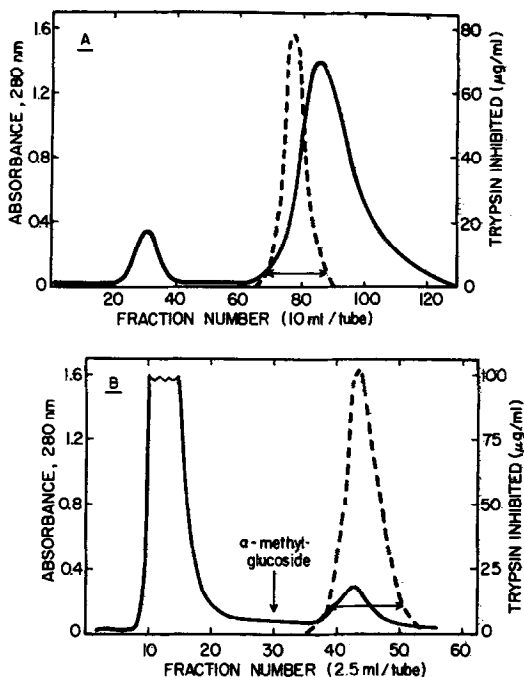 A
ABSORBANCE, 280 nm
1.6
1.2
0.8
0.4
0
80
60
40
20
0
TRYPSIN INHIBITED (μg/ml)
20 40 60 80 100 120
FRACTION NUMBER (10 ml/tube)
B
ABSORBANCE, 280 nm
1.6
1.2
0.8
0.4
0
α-methyl-
glucoside
100
75
50
25
0
TRYPSIN INHIBITED (μg/ml)
10 20 30 40 50 60
FRACTION NUMBER (2.5 ml/tube)